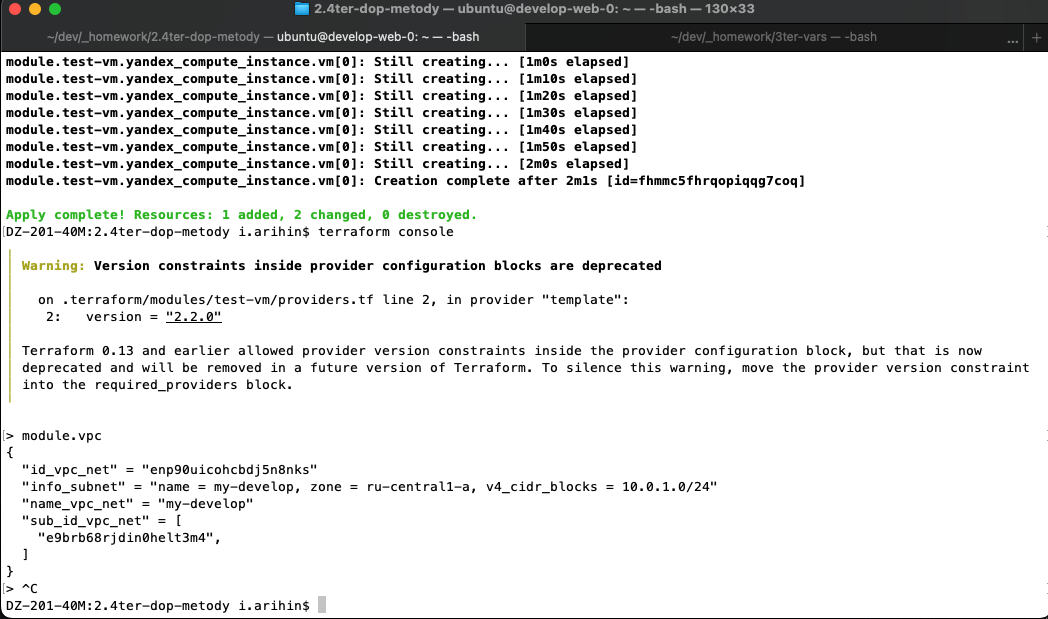 2.4ter-dop-metody — ubuntu@develop-web-0: ~ — -bash — 130×33
~/dev/_homework/2.4ter-dop-metody — ubuntu@develop-web-0: ~ — -bash
~/dev/_homework/3ter-vars — -bash
... +
module.test-vm.yandex_compute_instance.vm[0]: Still creating... [1m0s elapsed]
module.test-vm.yandex_compute_instance.vm[0]: Still creating... [1m10s elapsed]
module.test-vm.yandex_compute_instance.vm[0]: Still creating... [1m20s elapsed]
module.test-vm.yandex_compute_instance.vm[0]: Still creating... [1m30s elapsed]
module.test-vm.yandex_compute_instance.vm[0]: Still creating... [1m40s elapsed]
module.test-vm.yandex_compute_instance.vm[0]: Still creating... [1m50s elapsed]
module.test-vm.yandex_compute_instance.vm[0]: Still creating... [2m0s elapsed]
module.test-vm.yandex_compute_instance.vm[0]: Creation complete after 2m1s [id=fhmmc5fhrqopiqqg7coq]
Apply complete! Resources: 1 added, 2 changed, 0 destroyed.
[DZ-201-40M:2.4ter-dop-metody i.arihin$ terraform console ]
Warning: Version constraints inside provider configuration blocks are deprecated
on .terraform/modules/test-vm/providers.tf line 2, in provider "template":
2: version = "2.2.0"
Terraform 0.13 and earlier allowed provider version constraints inside the provider configuration block, but that is now
deprecated and will be removed in a future version of Terraform. To silence this warning, move the provider version constraint
into the required_providers block.
[> module.vpc ]
{
"id_vpc_net" = "enp90uicohcbdj5n8nks"
"info_subnet" = "name = my-develop, zone = ru-central1-a, v4_cidr_blocks = 10.0.1.0/24"
"name_vpc_net" = "my-develop"
"sub_id_vpc_net" = [
"e9brb68rjdin0helt3m4",
]
}
[> ^C ]
DZ-201-40M:2.4ter-dop-metody i.arihin$